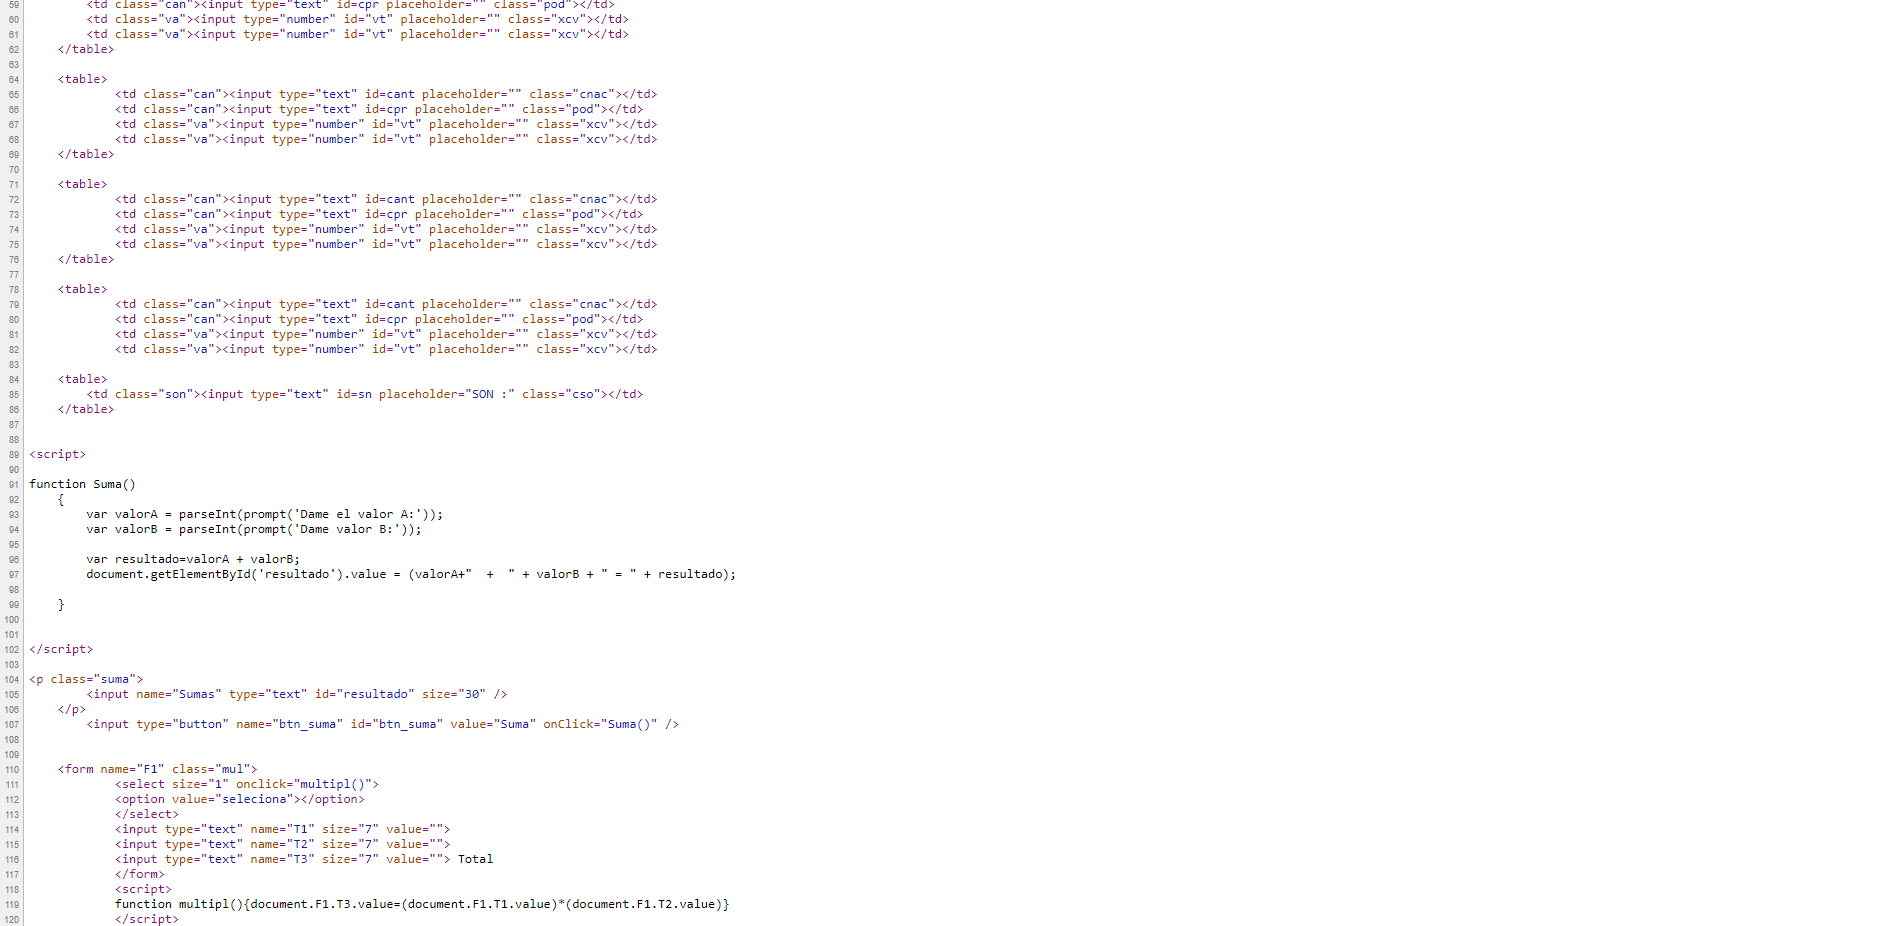 59 <td class="can"><input type="text" id=cpr placeholder="" class="pod"></td>
60 <td class="va"><input type="number" id="vt" placeholder="" class="xcv"></td>
61 <td class="va"><input type="number" id="vt" placeholder="" class="xcv"></td>
62 </table>
63
64 <table>
65 <td class="can"><input type="text" id=cant placeholder="" class="cnac"></td>
66 <td class="can"><input type="text" id=cpr placeholder="" class="pod"></td>
67 <td class="va"><input type="number" id="vt" placeholder="" class="xcv"></td>
68 <td class="va"><input type="number" id="vt" placeholder="" class="xcv"></td>
69 </table>
70
71 <table>
72 <td class="can"><input type="text" id=cant placeholder="" class="cnac"></td>
73 <td class="can"><input type="text" id=cpr placeholder="" class="pod"></td>
74 <td class="va"><input type="number" id="vt" placeholder="" class="xcv"></td>
75 <td class="va"><input type="number" id="vt" placeholder="" class="xcv"></td>
76 </table>
77
78 <table>
79 <td class="can"><input type="text" id=cant placeholder="" class="cnac"></td>
80 <td class="can"><input type="text" id=cpr placeholder="" class="pod"></td>
81 <td class="va"><input type="number" id="vt" placeholder="" class="xcv"></td>
82 <td class="va"><input type="number" id="vt" placeholder="" class="xcv"></td>
83
84 <table>
85 <td class="son"><input type="text" id=sn placeholder="SON :" class="cso"></td>
86 </table>
87
88
89 <script>
90
91 function Suma()
92 {
93 var valorA = parseInt(prompt('Dame el valor A:'));
94 var valorB = parseInt(prompt('Dame valor B:'));
95
96 var resultado=valorA + valorB;
97 document.getElementById('resultado').value = (valorA+"  +  " + valorB + " = " + resultado);
98
99 }
100
101
102 </script>
103
104 <p class="suma">
105 <input name="Sumas" type="text" id="resultado" size="30" />
106 </p>
107 <input type="button" name="btn_suma" id="btn_suma" value="Suma" onClick="Suma()" />
108
109
110 <form name="F1" class="mul">
111 <select size="1" onclick="multipl()">
112 <option value="seleciona"></option>
113 </select>
114 <input type="text" name="T1" size="7" value="">
115 <input type="text" name="T2" size="7" value="">
116 <input type="text" name="T3" size="7" value=""> Total
117 </form>
118 <script>
119 function multipl(){document.F1.T3.value=(document.F1.T1.value)*(document.F1.T2.value)}
120 </script>